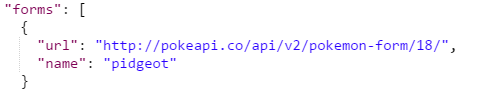 "forms": [
{
"url": "http://pokeapi.co/api/v2/pokemon-form/18/",
"name": "pidgeot"
}